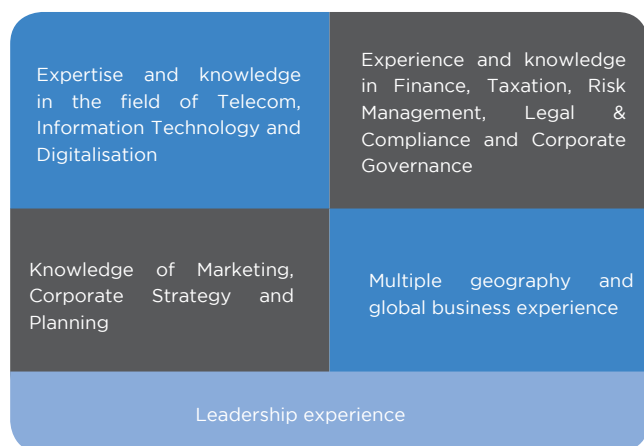 Expertise and knowledge
in the field of Telecom,
Information Technology and
Digitalisation
Experience and knowledge
in Finance, Taxation, Risk
Management, Legal &
Compliance and Corporate
Governance
Knowledge of Marketing,
Corporate Strategy and
Planning
Multiple geography and
global business experience
Leadership experience